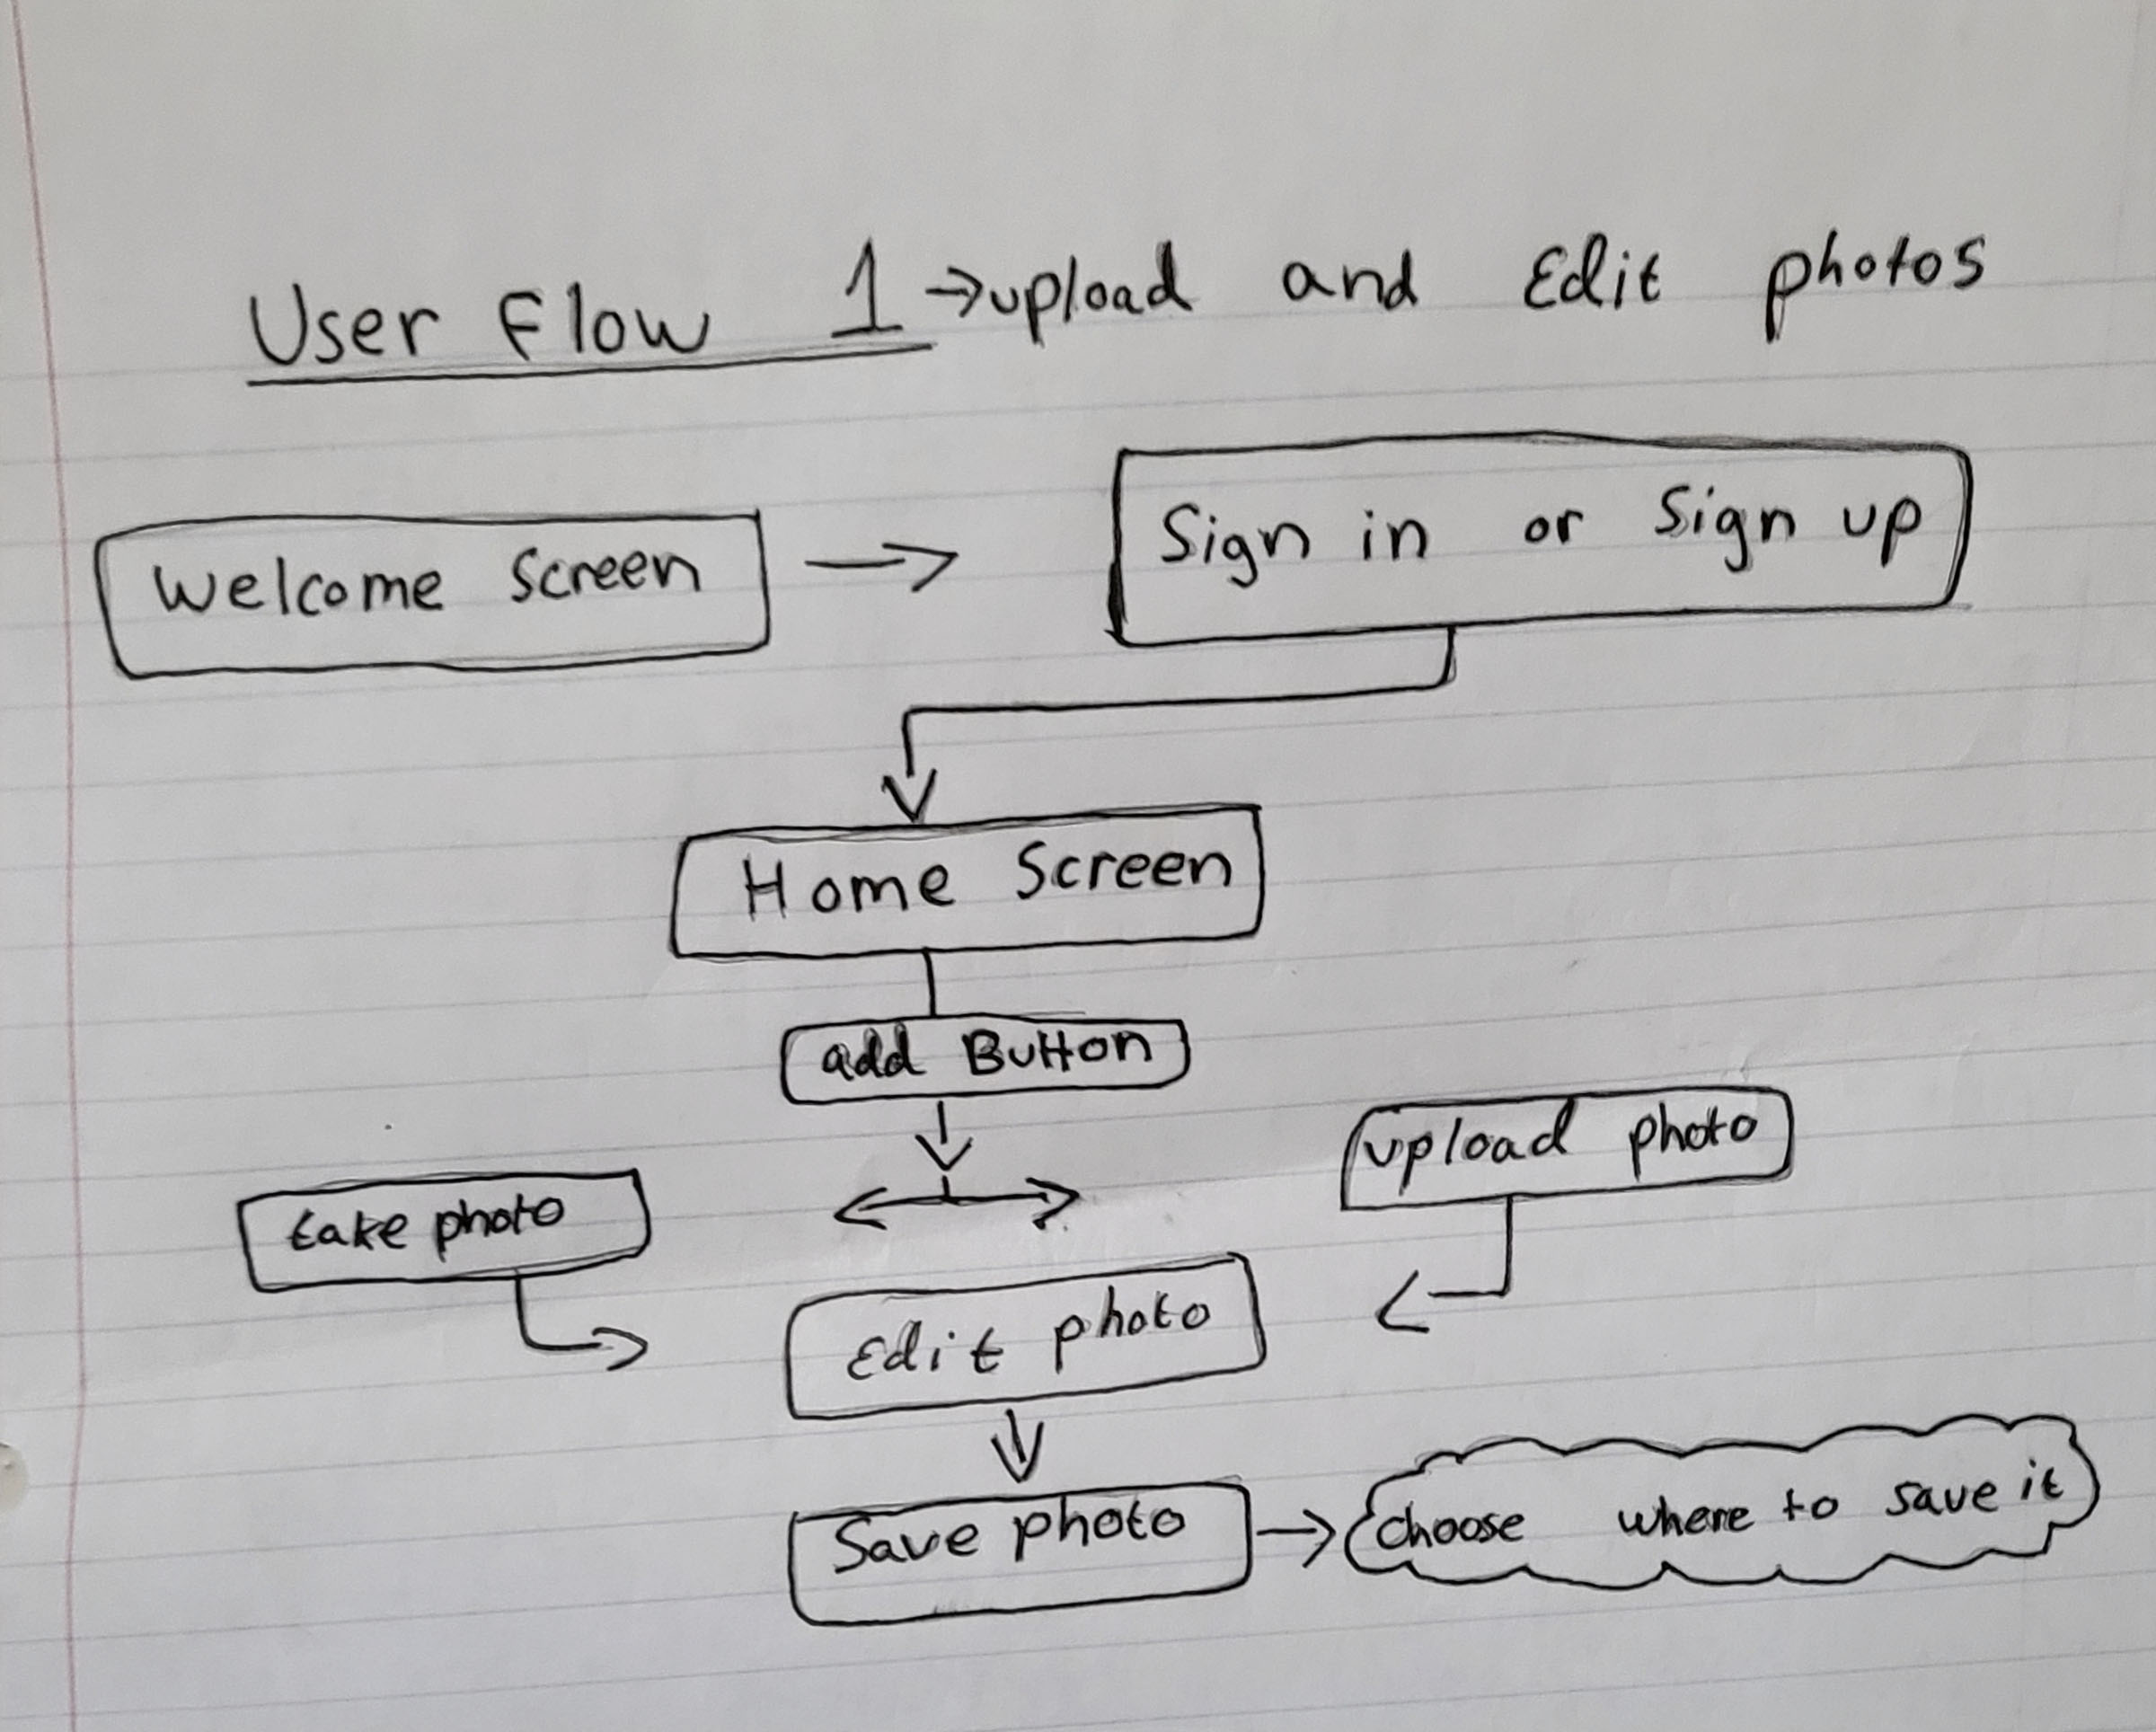 User Flow 1 → upload and Edit photos
Welcome Screen → Sign in or Sign up
Home Screen
add Button
take photo
upload photo
Edit photo
Save photo → choose where to save it